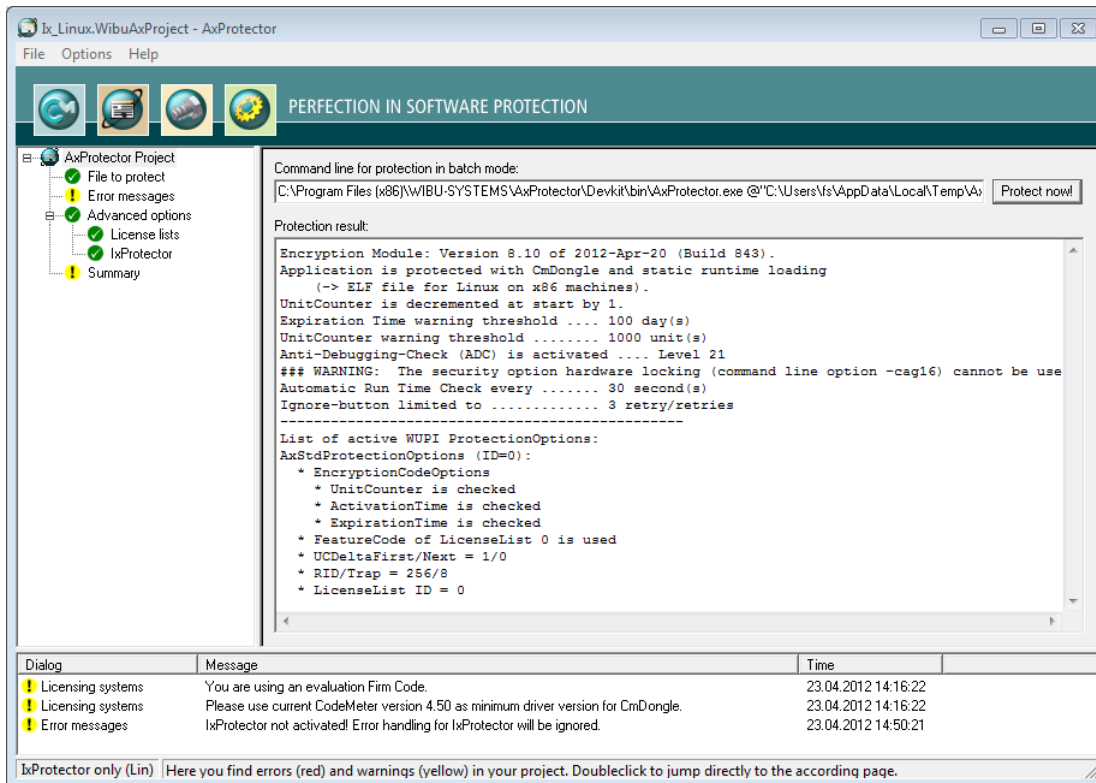 Ix_Linux.WibuAxProject - AxProtector
File Options Help
PERFECTION IN SOFTWARE PROTECTION
AxProtector Project
File to protect
Error messages
Advanced options
License lists
IxProtector
Summary
Command line for protection in batch mode:
C:\Program Files (x86)\WIBU-SYSTEMS\AxProtector\Devkit\bin\AxProtector.exe @"C:\Users\fs\AppData\Local\Temp\Ax
Protect now!
Protection result:
Encryption Module: Version 8.10 of 2012-Apr-20 (Build 843).
Application is protected with CmDongle and static runtime loading
(-> ELF file for Linux on x86 machines).
UnitCounter is decremented at start by 1.
Expiration Time warning threshold .... 100 day(s)
UnitCounter warning threshold ........ 1000 unit(s)
Anti-Debugging-Check (ADC) is activated .... Level 21
### WARNING:  The security option hardware locking (command line option -cag16) cannot be use
Automatic Run Time Check every ....... 30 second(s)
Ignore-button limited to ............. 3 retry/retries
------------------------------------------------
List of active WUPI ProtectionOptions:
AxStdProtectionOptions (ID=0):
* EncryptionCodeOptions
* UnitCounter is checked
* ActivationTime is checked
* ExpirationTime is checked
* FeatureCode of LicenseList 0 is used
* UCDeltaFirst/Next = 1/0
* RID/Trap = 256/8
* LicenseList ID = 0
Dialog Message Time
Licensing systems You are using an evaluation Firm Code. 23.04.2012 14:16:22
Licensing systems Please use current CodeMeter version 4.50 as minimum driver version for CmDongle. 23.04.2012 14:16:22
Error messages IxProtector not activated! Error handling for IxProtector will be ignored. 23.04.2012 14:50:21
IxProtector only (Lin) Here you find errors (red) and warnings (yellow) in your project. Doubleclick to jump directly to the according page.